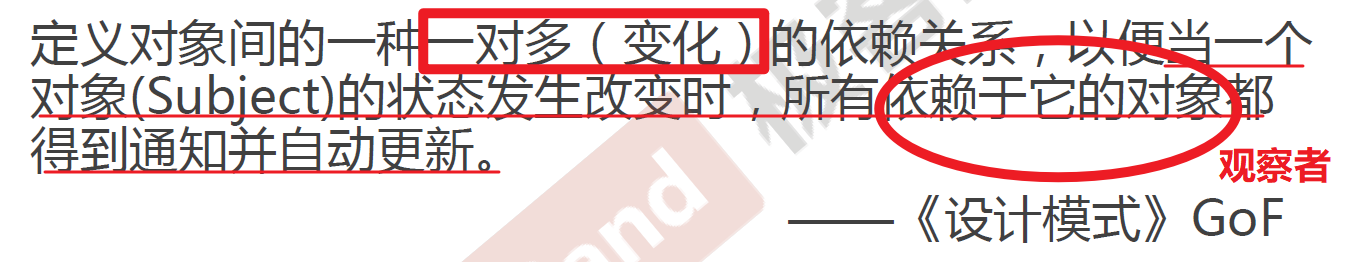 定义对象间的一种一对多（变化）的依赖关系，以便当一个
对象(Subject)的状态发生改变时，所有依赖于它的对象都
得到通知并自动更新。
观察者
——《设计模式》GoF